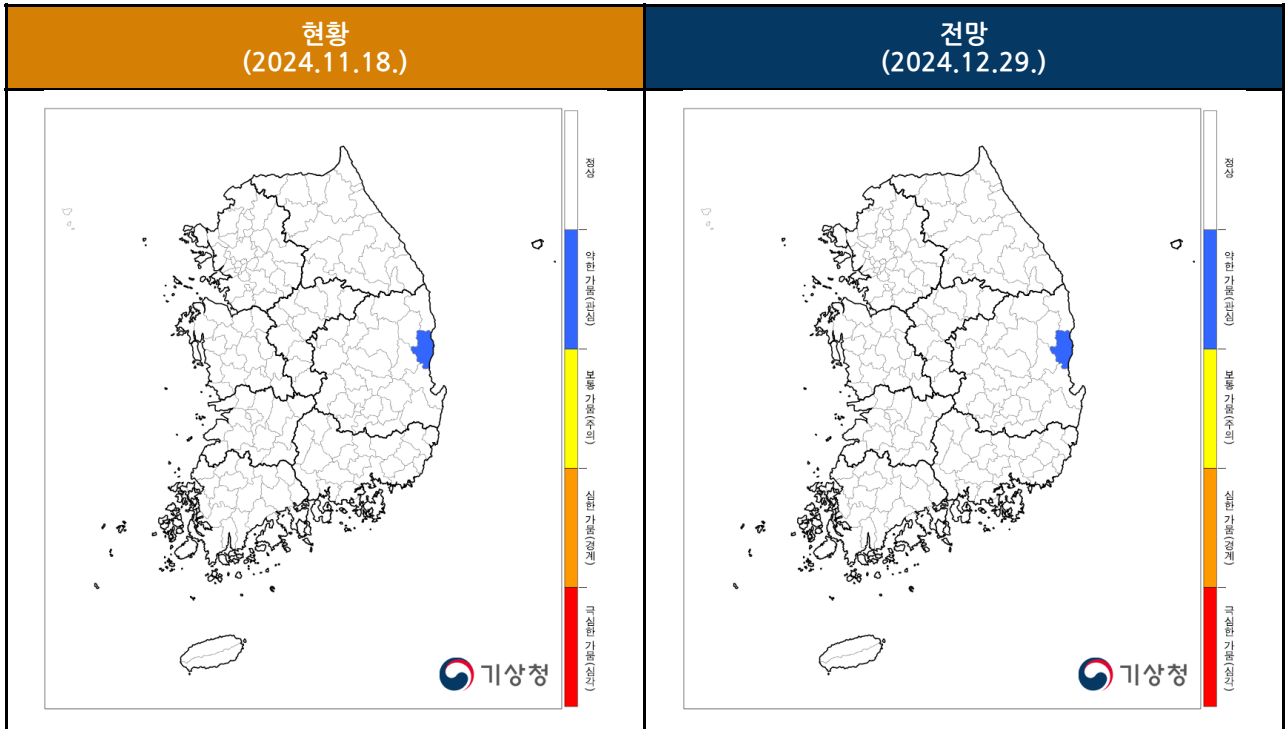 현황
(2024.11.18.)
전망
(2024.12.29.)
정상
약한 가뭄(관심)
보통 가뭄(주의)
심한 가뭄(경계)
극심한 가뭄(심각)
기상청
정상
약한 가뭄(관심)
보통 가뭄(주의)
심한 가뭄(경계)
극심한 가뭄(심각)
기상청